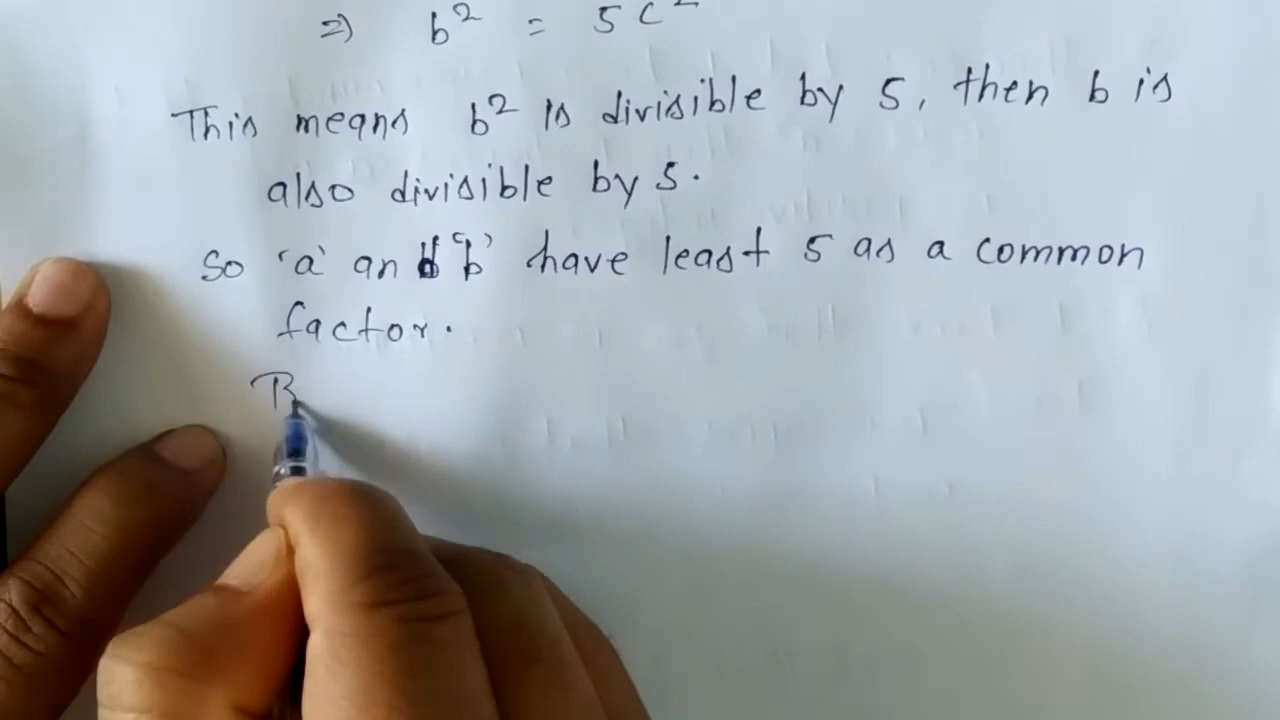 ⇒ b² = 5c²
This means b² is divisible by 5, then b is
also divisible by 5.
So 'a' and 'b' have least 5 as a common
factor.
B